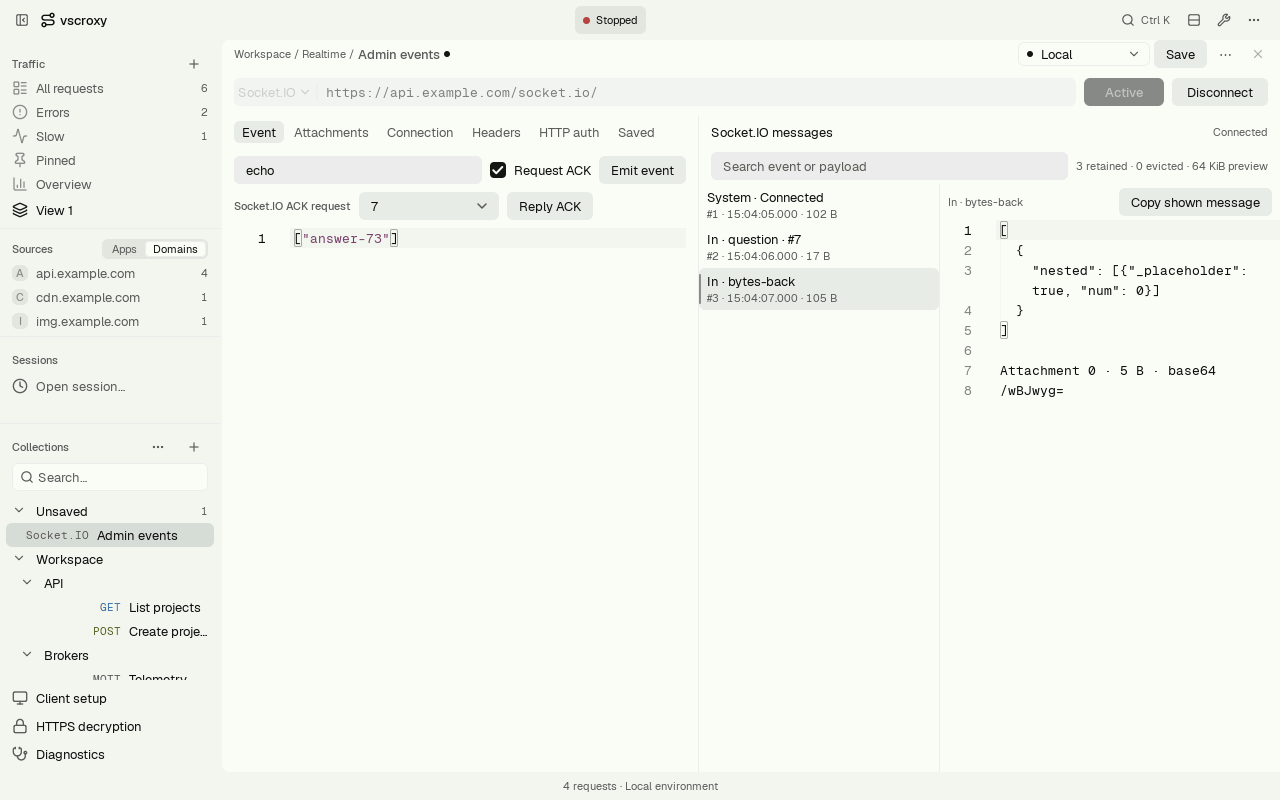 vscroxy
Stopped
Ctrl K
Traffic
All requests 6
Errors 2
Slow 1
Pinned
Overview
View 1
Sources Apps Domains
A api.example.com 4
C cdn.example.com 1
I img.example.com 1
Sessions
Open session…
Collections
Search…
Unsaved 1
Socket.IO Admin events
Workspace
API
GET List projects
POST Create proje…
Brokers
MQTT Telemetry
Client setup
HTTPS decryption
Diagnostics
Workspace / Realtime / Admin events
Local
Save
Socket.IO https://api.example.com/socket.io/
Active
Disconnect
Event Attachments Connection Headers HTTP auth Saved
echo
Request ACK
Emit event
Socket.IO ACK request 7 Reply ACK
1 ["answer-73"]
Socket.IO messages Connected
Search event or payload
3 retained · 0 evicted · 64 KiB preview
System · Connected
#1 · 15:04:05.000 · 102 B
In · question · #7
#2 · 15:04:06.000 · 17 B
In · bytes-back
#3 · 15:04:07.000 · 105 B
In · bytes-back
Copy shown message
1 [
2 {
3 "nested": [{"_placeholder":
true, "num": 0}]
4 }
5 ]
6
7 Attachment 0 · 5 B · base64
8 /wBJwyg=
4 requests · Local environment